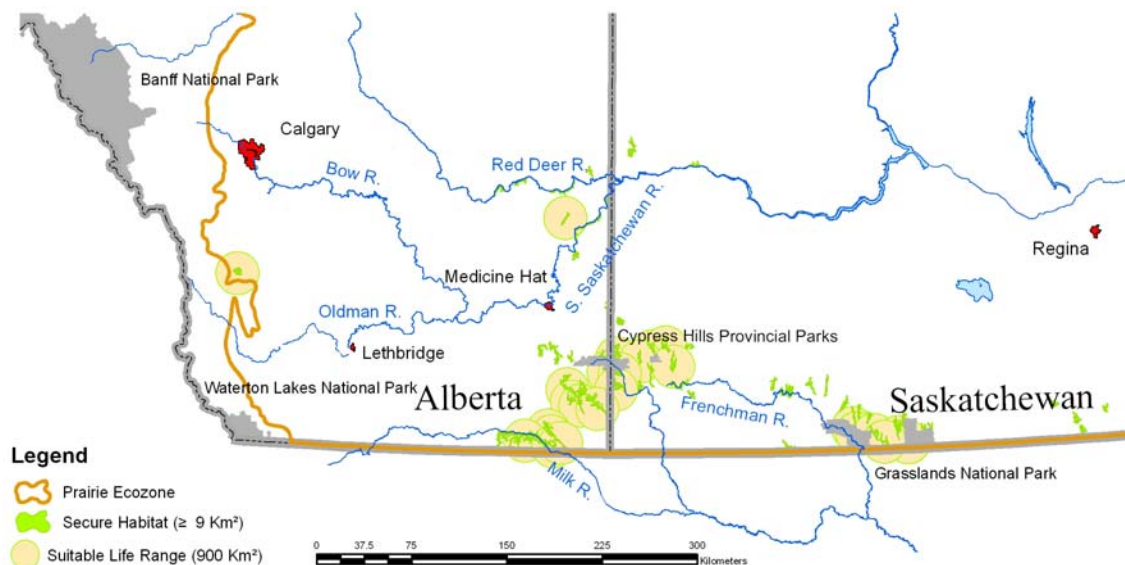 Banff National Park
Calgary
Bow R.
Red Deer R.
S. Saskatchewan R.
Regina
Medicine Hat
Oldman R.
Lethbridge
Cypress Hills Provincial Parks
Waterton Lakes National Park
Alberta
Frenchman R.
Saskatchewan
Milk R.
Grasslands National Park
Legend
Prairie Ecozone
Secure Habitat (≥ 9 Km²)
Suitable Life Range (900 Km²)
0 37.5 75 150 225 300
Kilometers